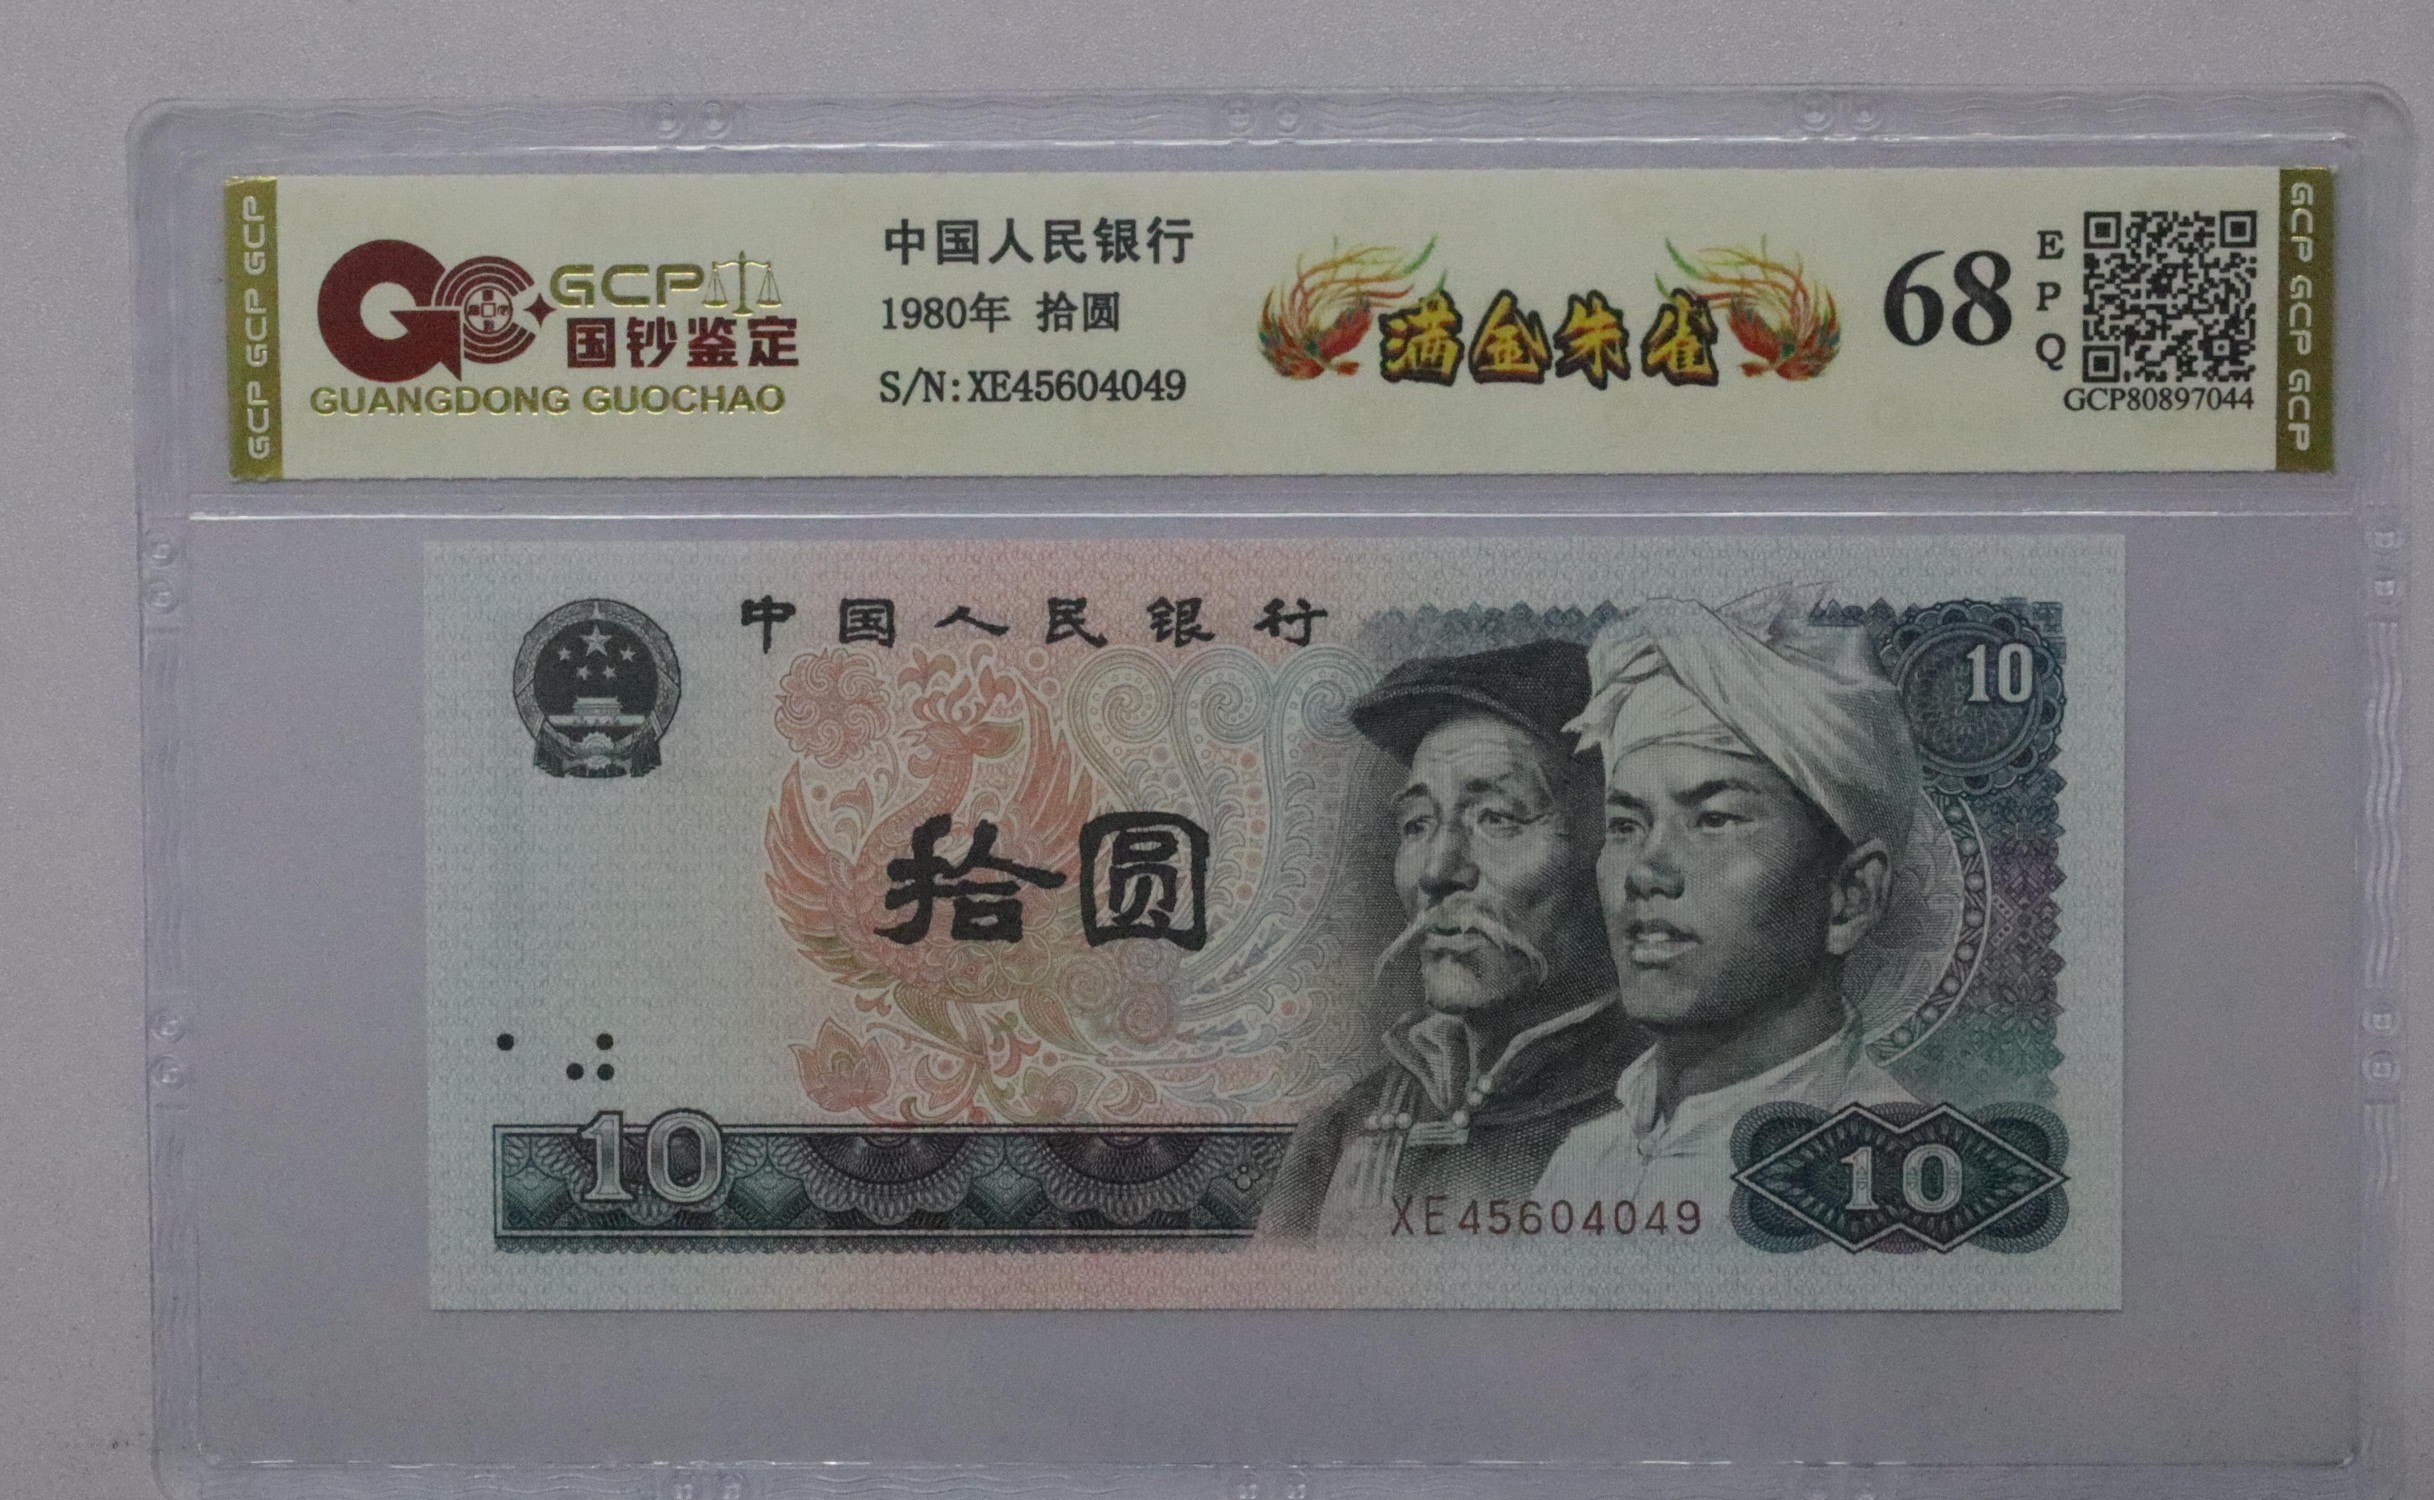 GCP GCP GCP
GCP
国钞鉴定
GUANGDONG GUOCHAO
中国人民银行
1980年 拾圆
S/N:XE45604049
满金朱雀
68
EPQ
GCP80897044
GCP GCP GCP
中国人民银行
10
拾圆
10
XE45604049
10